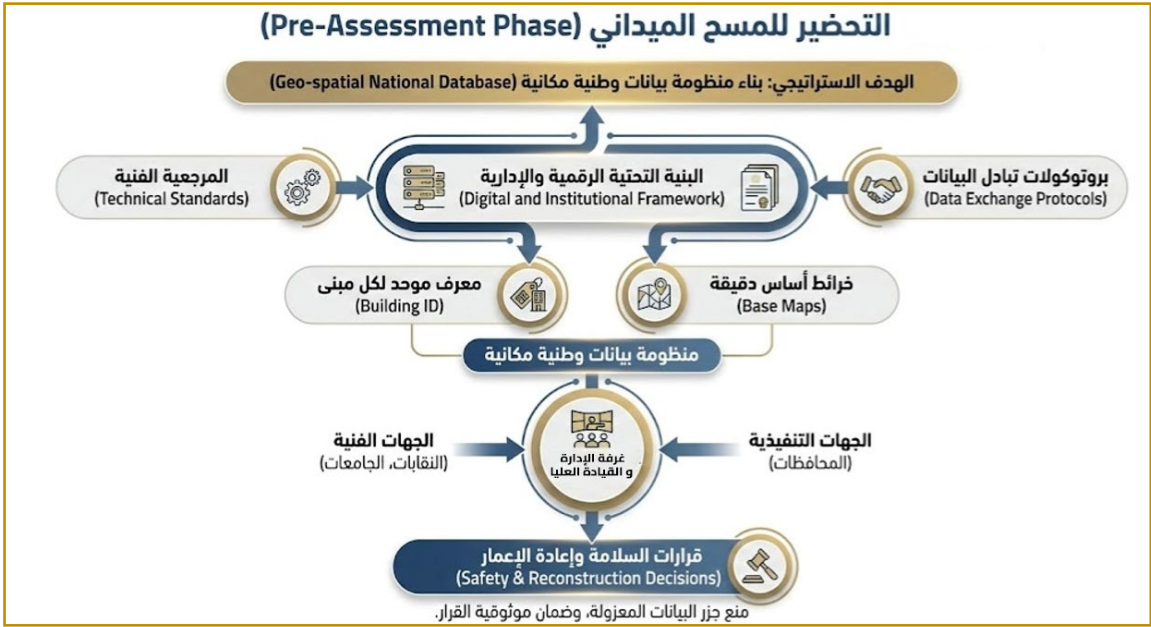 التحضير للمسح الميداني (Pre-Assessment Phase)
الهدف الاستراتيجي: بناء منظومة بيانات وطنية مكانية (Geo-spatial National Database)
بروتوكولات تبادل البيانات
(Data Exchange Protocols)
البنية التحتية الرقمية والإدارية
(Digital and Institutional Framework)
المرجعية الفنية
(Technical Standards)
خرائط أساس دقيقة
(Base Maps)
معرف موحد لكل مبنى
(Building ID)
منظومة بيانات وطنية مكانية
الجهات التنفيذية
(المحافظات)
غرفة الإدارة
و القيادة العليا
الجهات الفنية
(النقابات، الجامعات)
قرارات السلامة وإعادة الإعمار
(Safety & Reconstruction Decisions)
منع جزر البيانات المعزولة، وضمان موثوقية القرار.